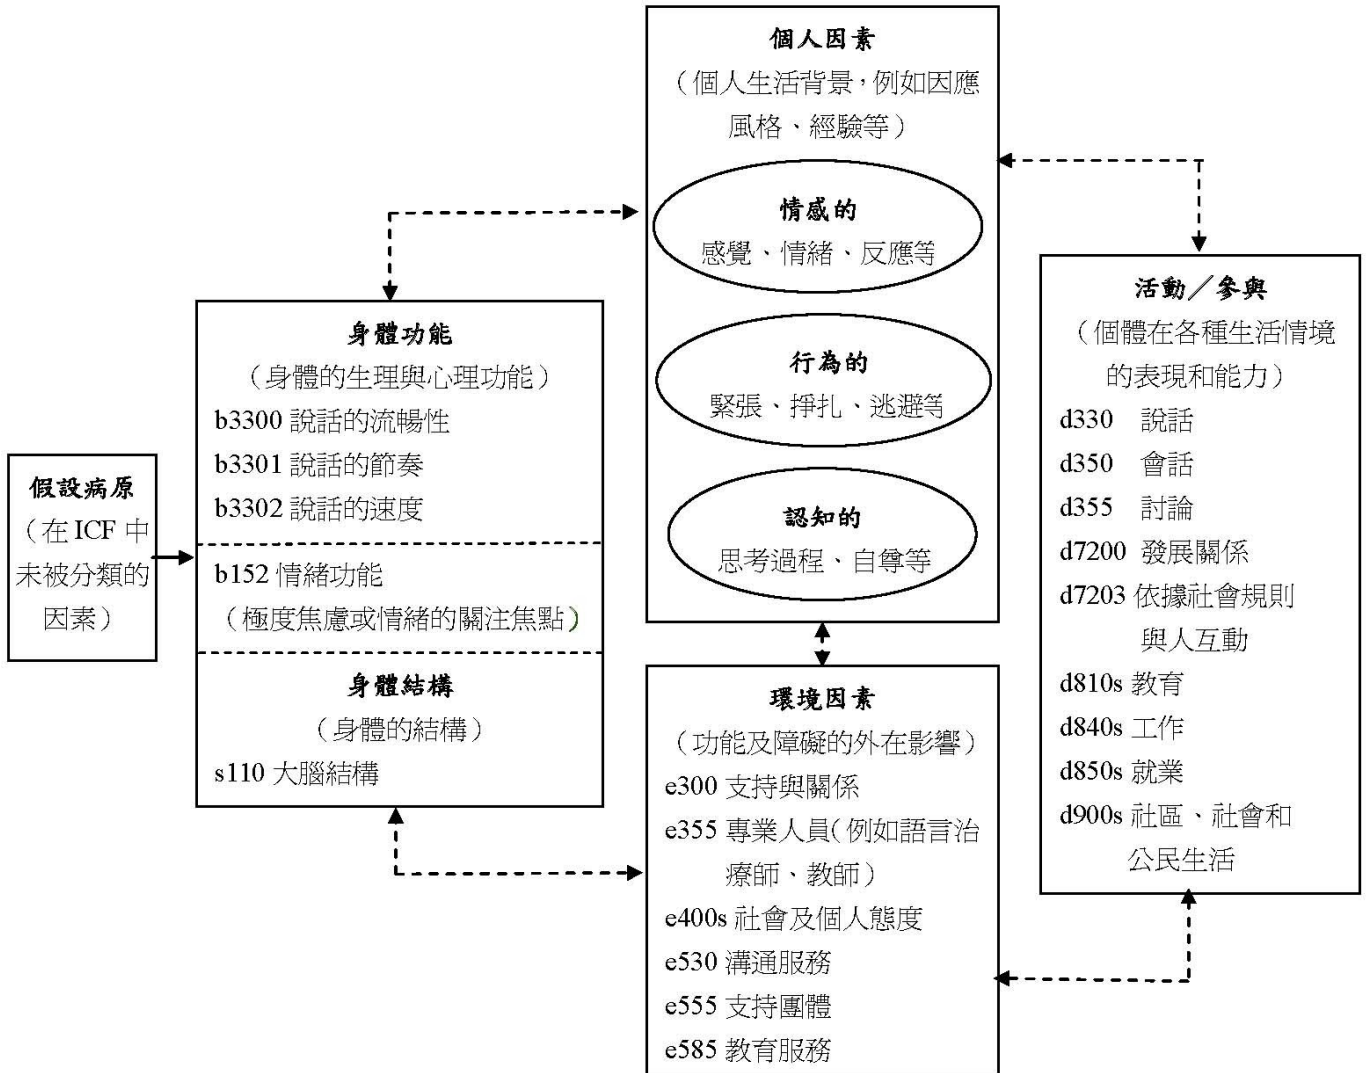 假設病原
（在 ICF 中
未被分類的
因素）
身體功能
（身體的生理與心理功能）
b3300 說話的流暢性
b3301 說話的節奏
b3302 說話的速度
b152 情緒功能
（極度焦慮或情緒的關注焦點）
身體結構
（身體的結構）
s110 大腦結構
個人因素
（個人生活背景，例如因應
風格、經驗等）
情感的
感覺、情緒、反應等
行為的
緊張、掙扎、逃避等
認知的
思考過程、自尊等
環境因素
（功能及障礙的外在影響）
e300 支持與關係
e355 專業人員（例如語言治
療師、教師）
e400s 社會及個人態度
e530 溝通服務
e555 支持團體
e585 教育服務
活動／參與
（個體在各種生活情境
的表現和能力）
d330 說話
d350 會話
d355 討論
d7200 發展關係
d7203 依據社會規則
與人互動
d810s 教育
d840s 工作
d850s 就業
d900s 社區、社會和
公民生活